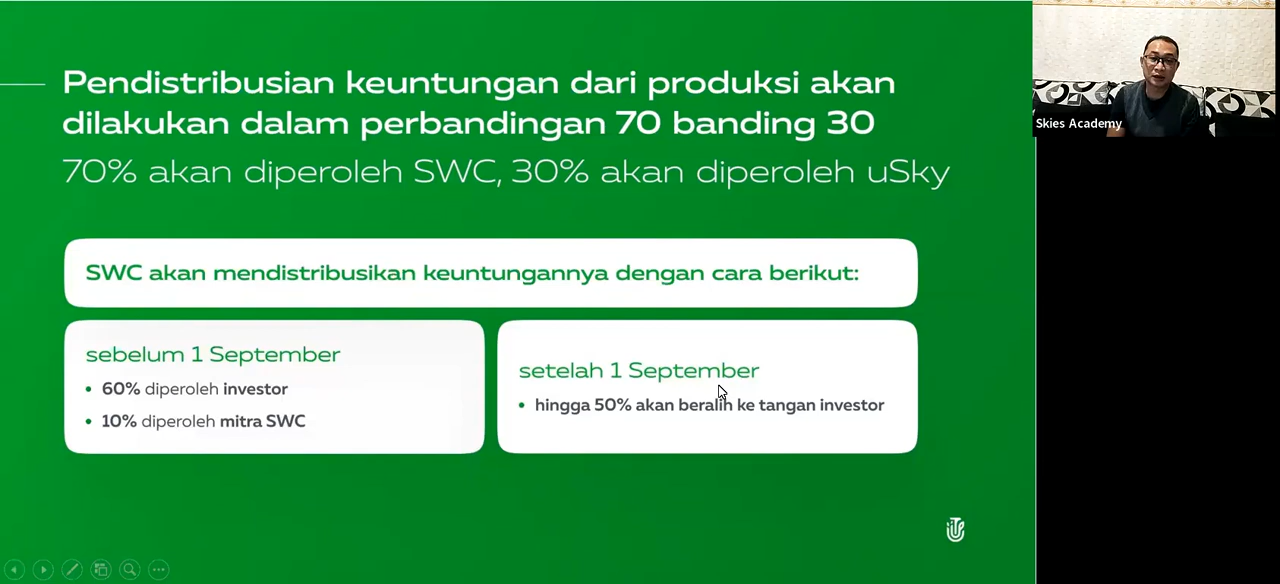 Pendistribusian keuntungan dari produksi akan
dilakukan dalam perbandingan 70 banding 30
70% akan diperoleh SWC, 30% akan diperoleh uSky
SWC akan mendistribusikan keuntungannya dengan cara berikut:
sebelum 1 September
• 60% diperoleh investor
• 10% diperoleh mitra SWC
setelah 1 September
• hingga 50% akan beralih ke tangan investor
Skies Academy